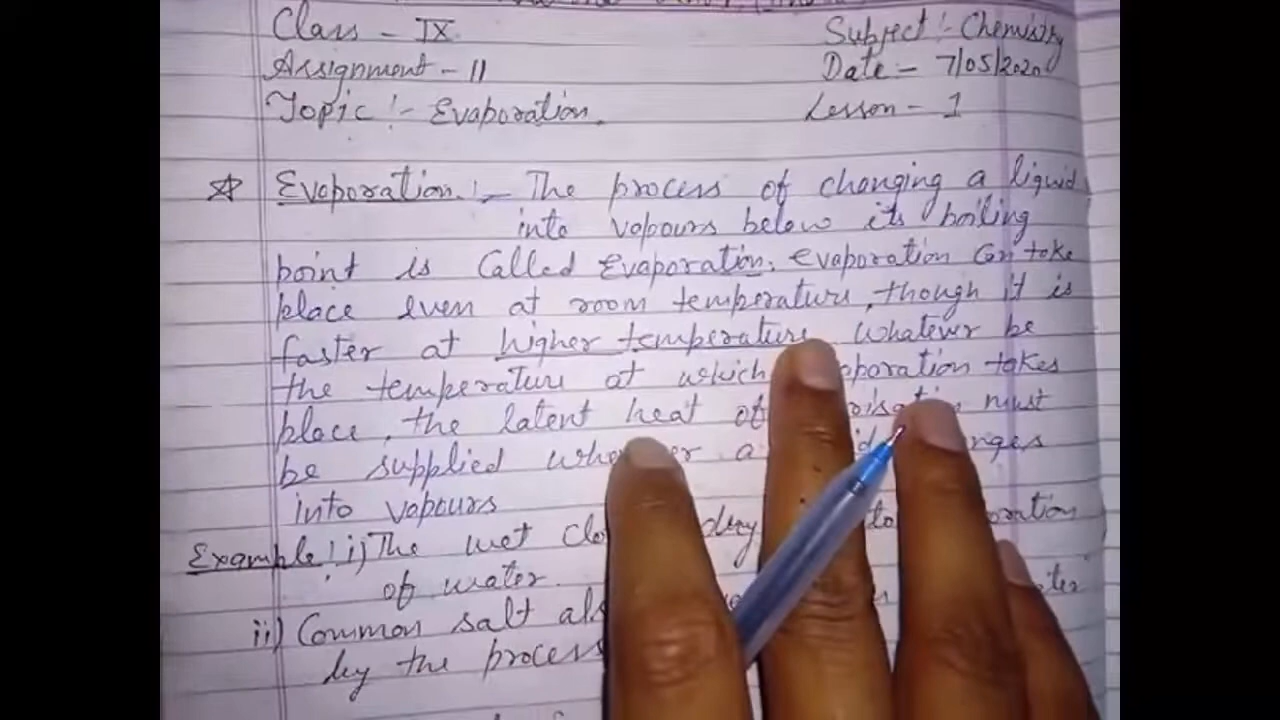 Class - IX
Subject :- Chemistry
Assignment - 11
Date :- 7/05/2020
Topic :- Evaporation.
Lesson - 1
☆ Evaporation :- The process of changing a liquid
into vapours below its boiling
point is called Evaporation. evaporation can take
place even at room temperature, though it is
faster at higher temperature. Whatever be
the temperature at which takes
place, the latent heat of must
be supplied a
into vapours
Example : i) The wet dry
of water.
ii) Common salt
by the process